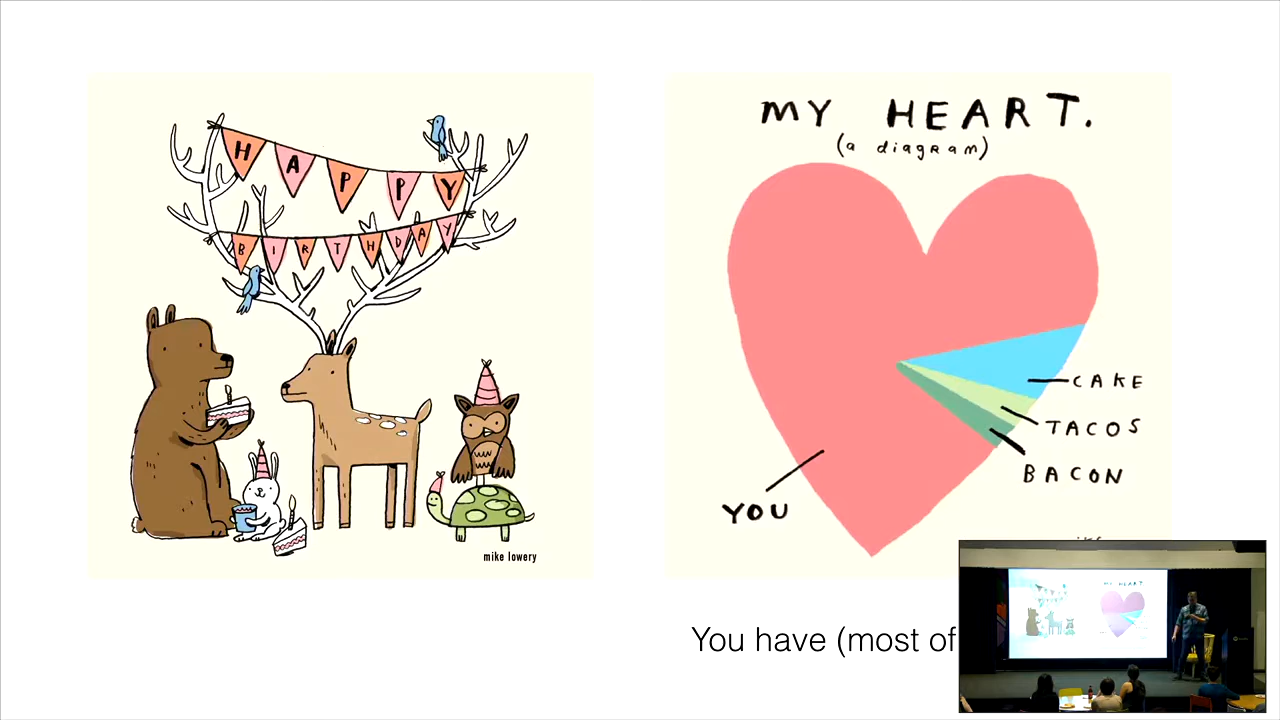 HAPPY
BIRTHDAY
mike lowery
MY HEART.
(a diagram)
CAKE
TACOS
BACON
YOU
You have (most of